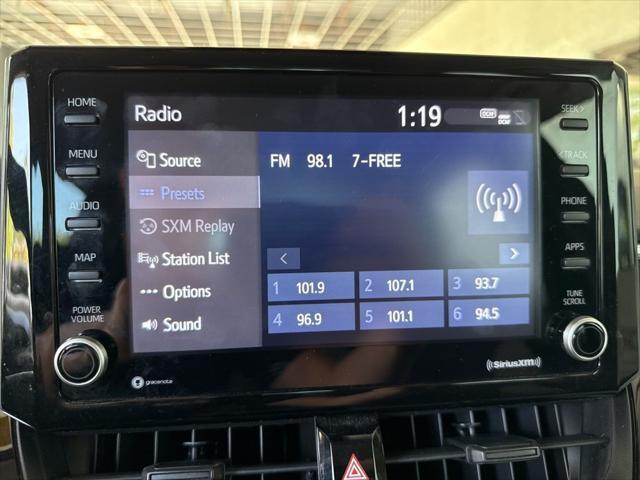 HOME
Radio
1:19
DCM
DCM
SEEK>
MENU
Source
FM 98.1 7-FREE
<TRACK
Presets
AUDIO
SXM Replay
PHONE
MAP
Station List
<
>
APPS
Options
1 101.9 2 107.1 3 93.7
POWER
VOLUME
TUNE
SCROLL
Sound
4 96.9 5 101.1 6 94.5
gracenote
((SiriusXM))